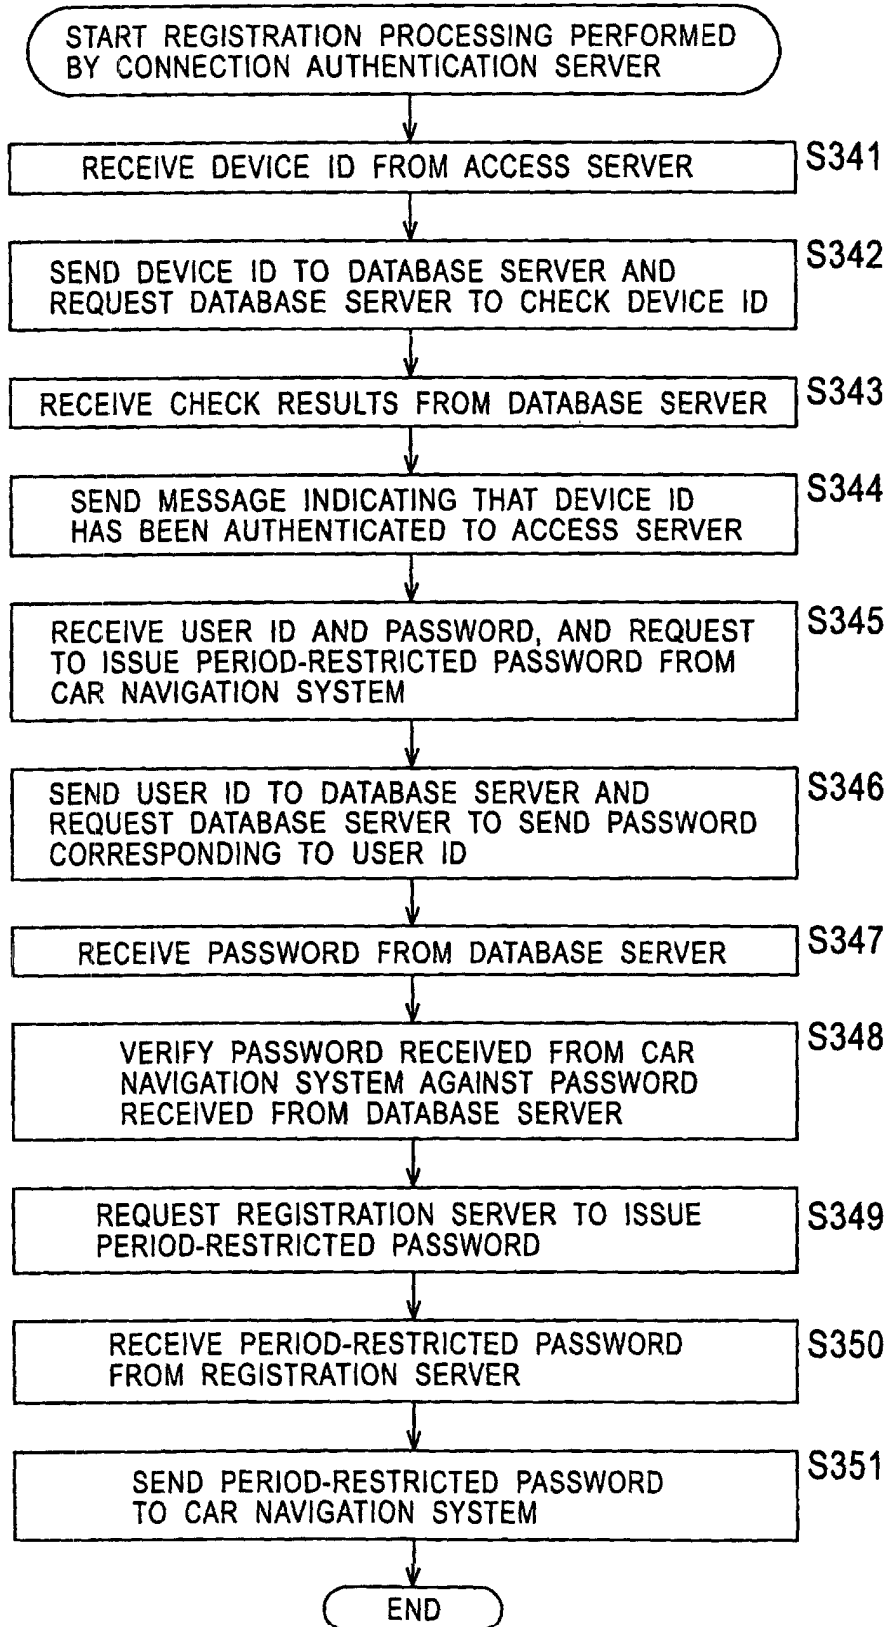 START REGISTRATION PROCESSING PERFORMED
BY CONNECTION AUTHENTICATION SERVER
RECEIVE DEVICE ID FROM ACCESS SERVER
S341
SEND DEVICE ID TO DATABASE SERVER AND
REQUEST DATABASE SERVER TO CHECK DEVICE ID
S342
RECEIVE CHECK RESULTS FROM DATABASE SERVER
S343
SEND MESSAGE INDICATING THAT DEVICE ID
HAS BEEN AUTHENTICATED TO ACCESS SERVER
S344
RECEIVE USER ID AND PASSWORD, AND REQUEST
TO ISSUE PERIOD-RESTRICTED PASSWORD FROM
CAR NAVIGATION SYSTEM
S345
SEND USER ID TO DATABASE SERVER AND
REQUEST DATABASE SERVER TO SEND PASSWORD
CORRESPONDING TO USER ID
S346
RECEIVE PASSWORD FROM DATABASE SERVER
S347
VERIFY PASSWORD RECEIVED FROM CAR
NAVIGATION SYSTEM AGAINST PASSWORD
RECEIVED FROM DATABASE SERVER
S348
REQUEST REGISTRATION SERVER TO ISSUE
PERIOD-RESTRICTED PASSWORD
S349
RECEIVE PERIOD-RESTRICTED PASSWORD
FROM REGISTRATION SERVER
S350
SEND PERIOD-RESTRICTED PASSWORD
TO CAR NAVIGATION SYSTEM
S351
END